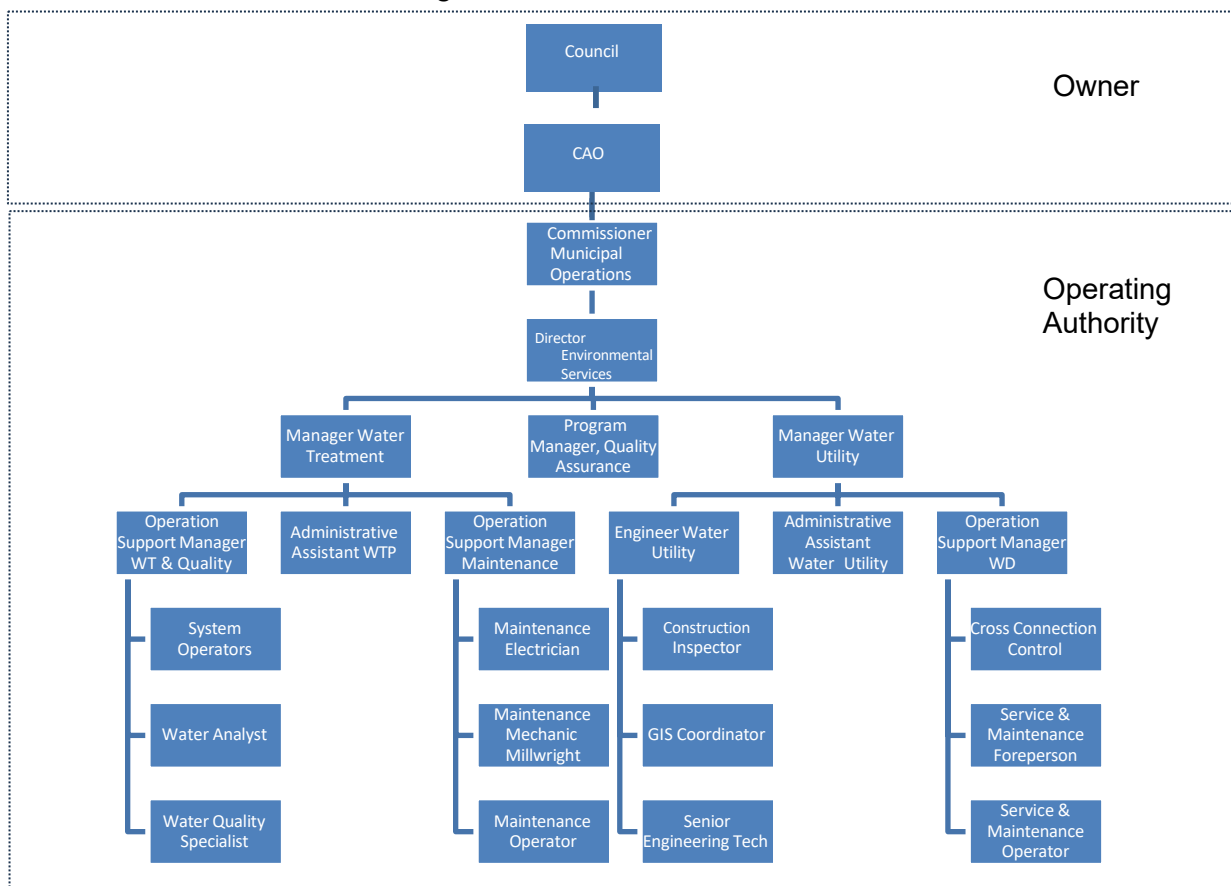 Council
Owner
CAO
Commissioner
Municipal
Operations
Operating
Authority
Director
Environmental
Services
Manager Water
Treatment
Program
Manager, Quality
Assurance
Manager Water
Utility
Operation
Support Manager
WT & Quality
Administrative
Assistant WTP
Operation
Support Manager
Maintenance
Engineer Water
Utility
Administrative
Assistant
Water Utility
Operation
Support Manager
WD
System
Operators
Maintenance
Electrician
Construction
Inspector
Cross Connection
Control
Water Analyst
Maintenance
Mechanic
Millwright
GIS Coordinator
Service &
Maintenance
Foreperson
Water Quality
Specialist
Maintenance
Operator
Senior
Engineering Tech
Service &
Maintenance
Operator